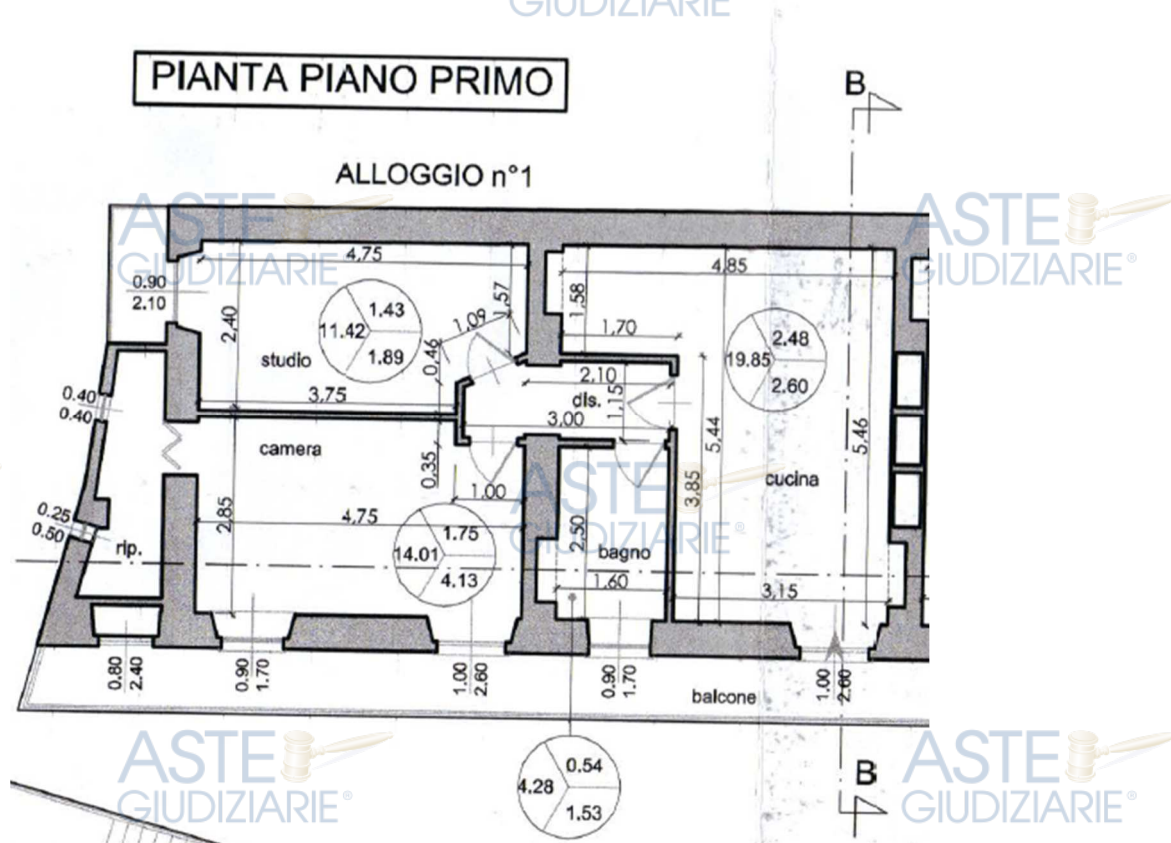 GIUDIZIARIE
PIANTA PIANO PRIMO
B
ALLOGGIO n°1
ASTE
GIUDIZIARIE
ASTE
GIUDIZIARIE
4,75
4,85
0.90
2.10
2,40
11.42
1.43
1.89
1,09
1,57
0,46
studio
3,75
1,58
1,70
19.85
2.48
2.60
2,10
dis.
1,15
3,00
0.40
0.40
camera
0,35
1,00
5,44
5,46
3,85
cucina
ASTE
GIUDIZIARIE®
2,85
4,75
14.01
1.75
4.13
2,50
bagno
1,60
3,15
0.25
0.50
rip.
0.80
2.40
0.90
1.70
1.00
2.60
0.90
1.70
1.00
2.60
balcone
ASTE
GIUDIZIARIE®
4.28
0.54
1.53
B
ASTE
GIUDIZIARIE®